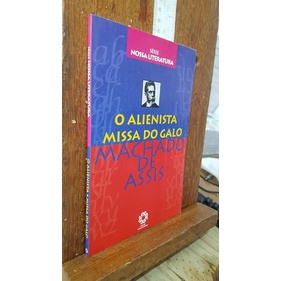 SÉRIE
NOSSA LITERATURA
O ALIENISTA
MISSA DO GALO
MACHADO
DE
ASSIS